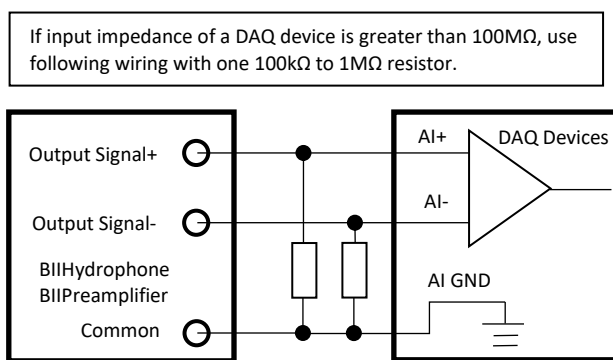 If input impedance of a DAQ device is greater than 100MΩ, use
following wiring with one 100kΩ to 1MΩ resistor.
Output Signal+
AI+
DAQ Devices
Output Signal-
AI-
BIIHydrophone
BIIPreamplifier
AI GND
Common